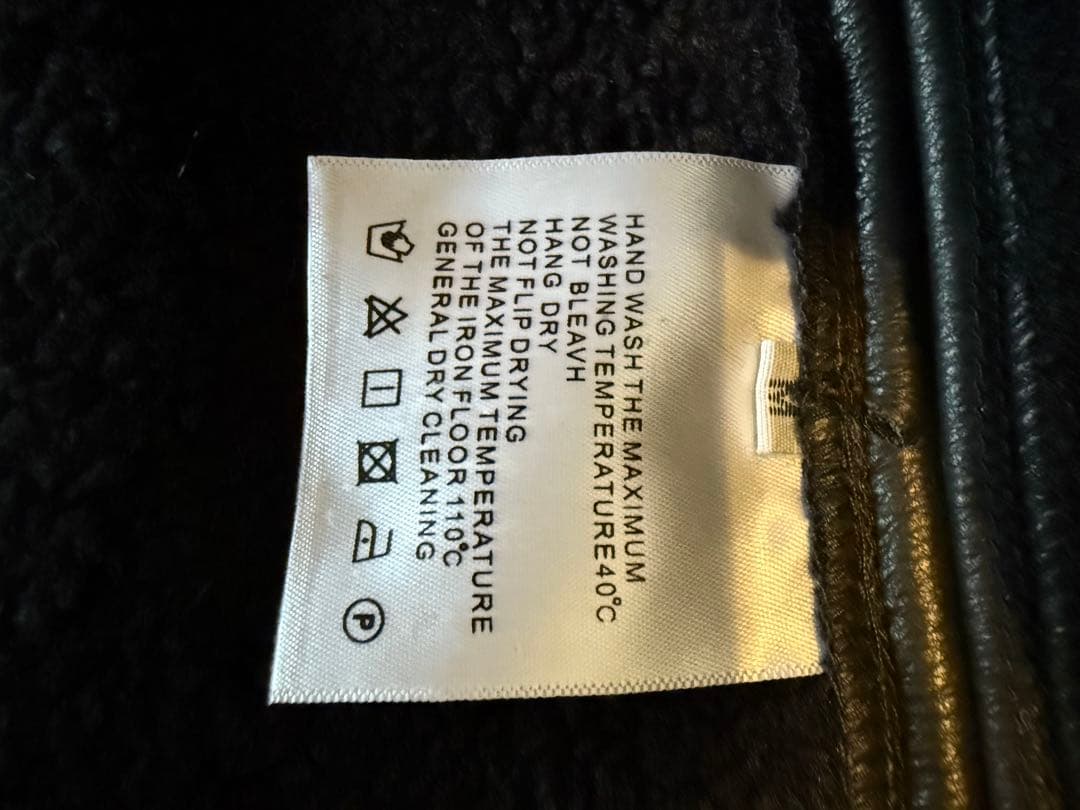 M
HAND WASH THE MAXIMUM
WASHING TEMPERATURE40°C
NOT BLEAVH
HANG DRY
NOT FLIP DRYING
THE MAXIMUM TEMPERATURE
OF THE IRON FLOOR 110°C
GENERAL DRY CLEANING
P